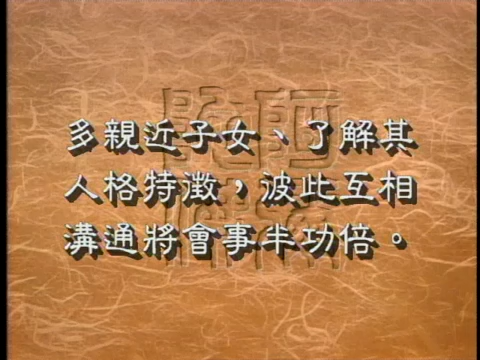 多親近子女、了解其
人格特徵，彼此互相
溝通將會事半功倍。